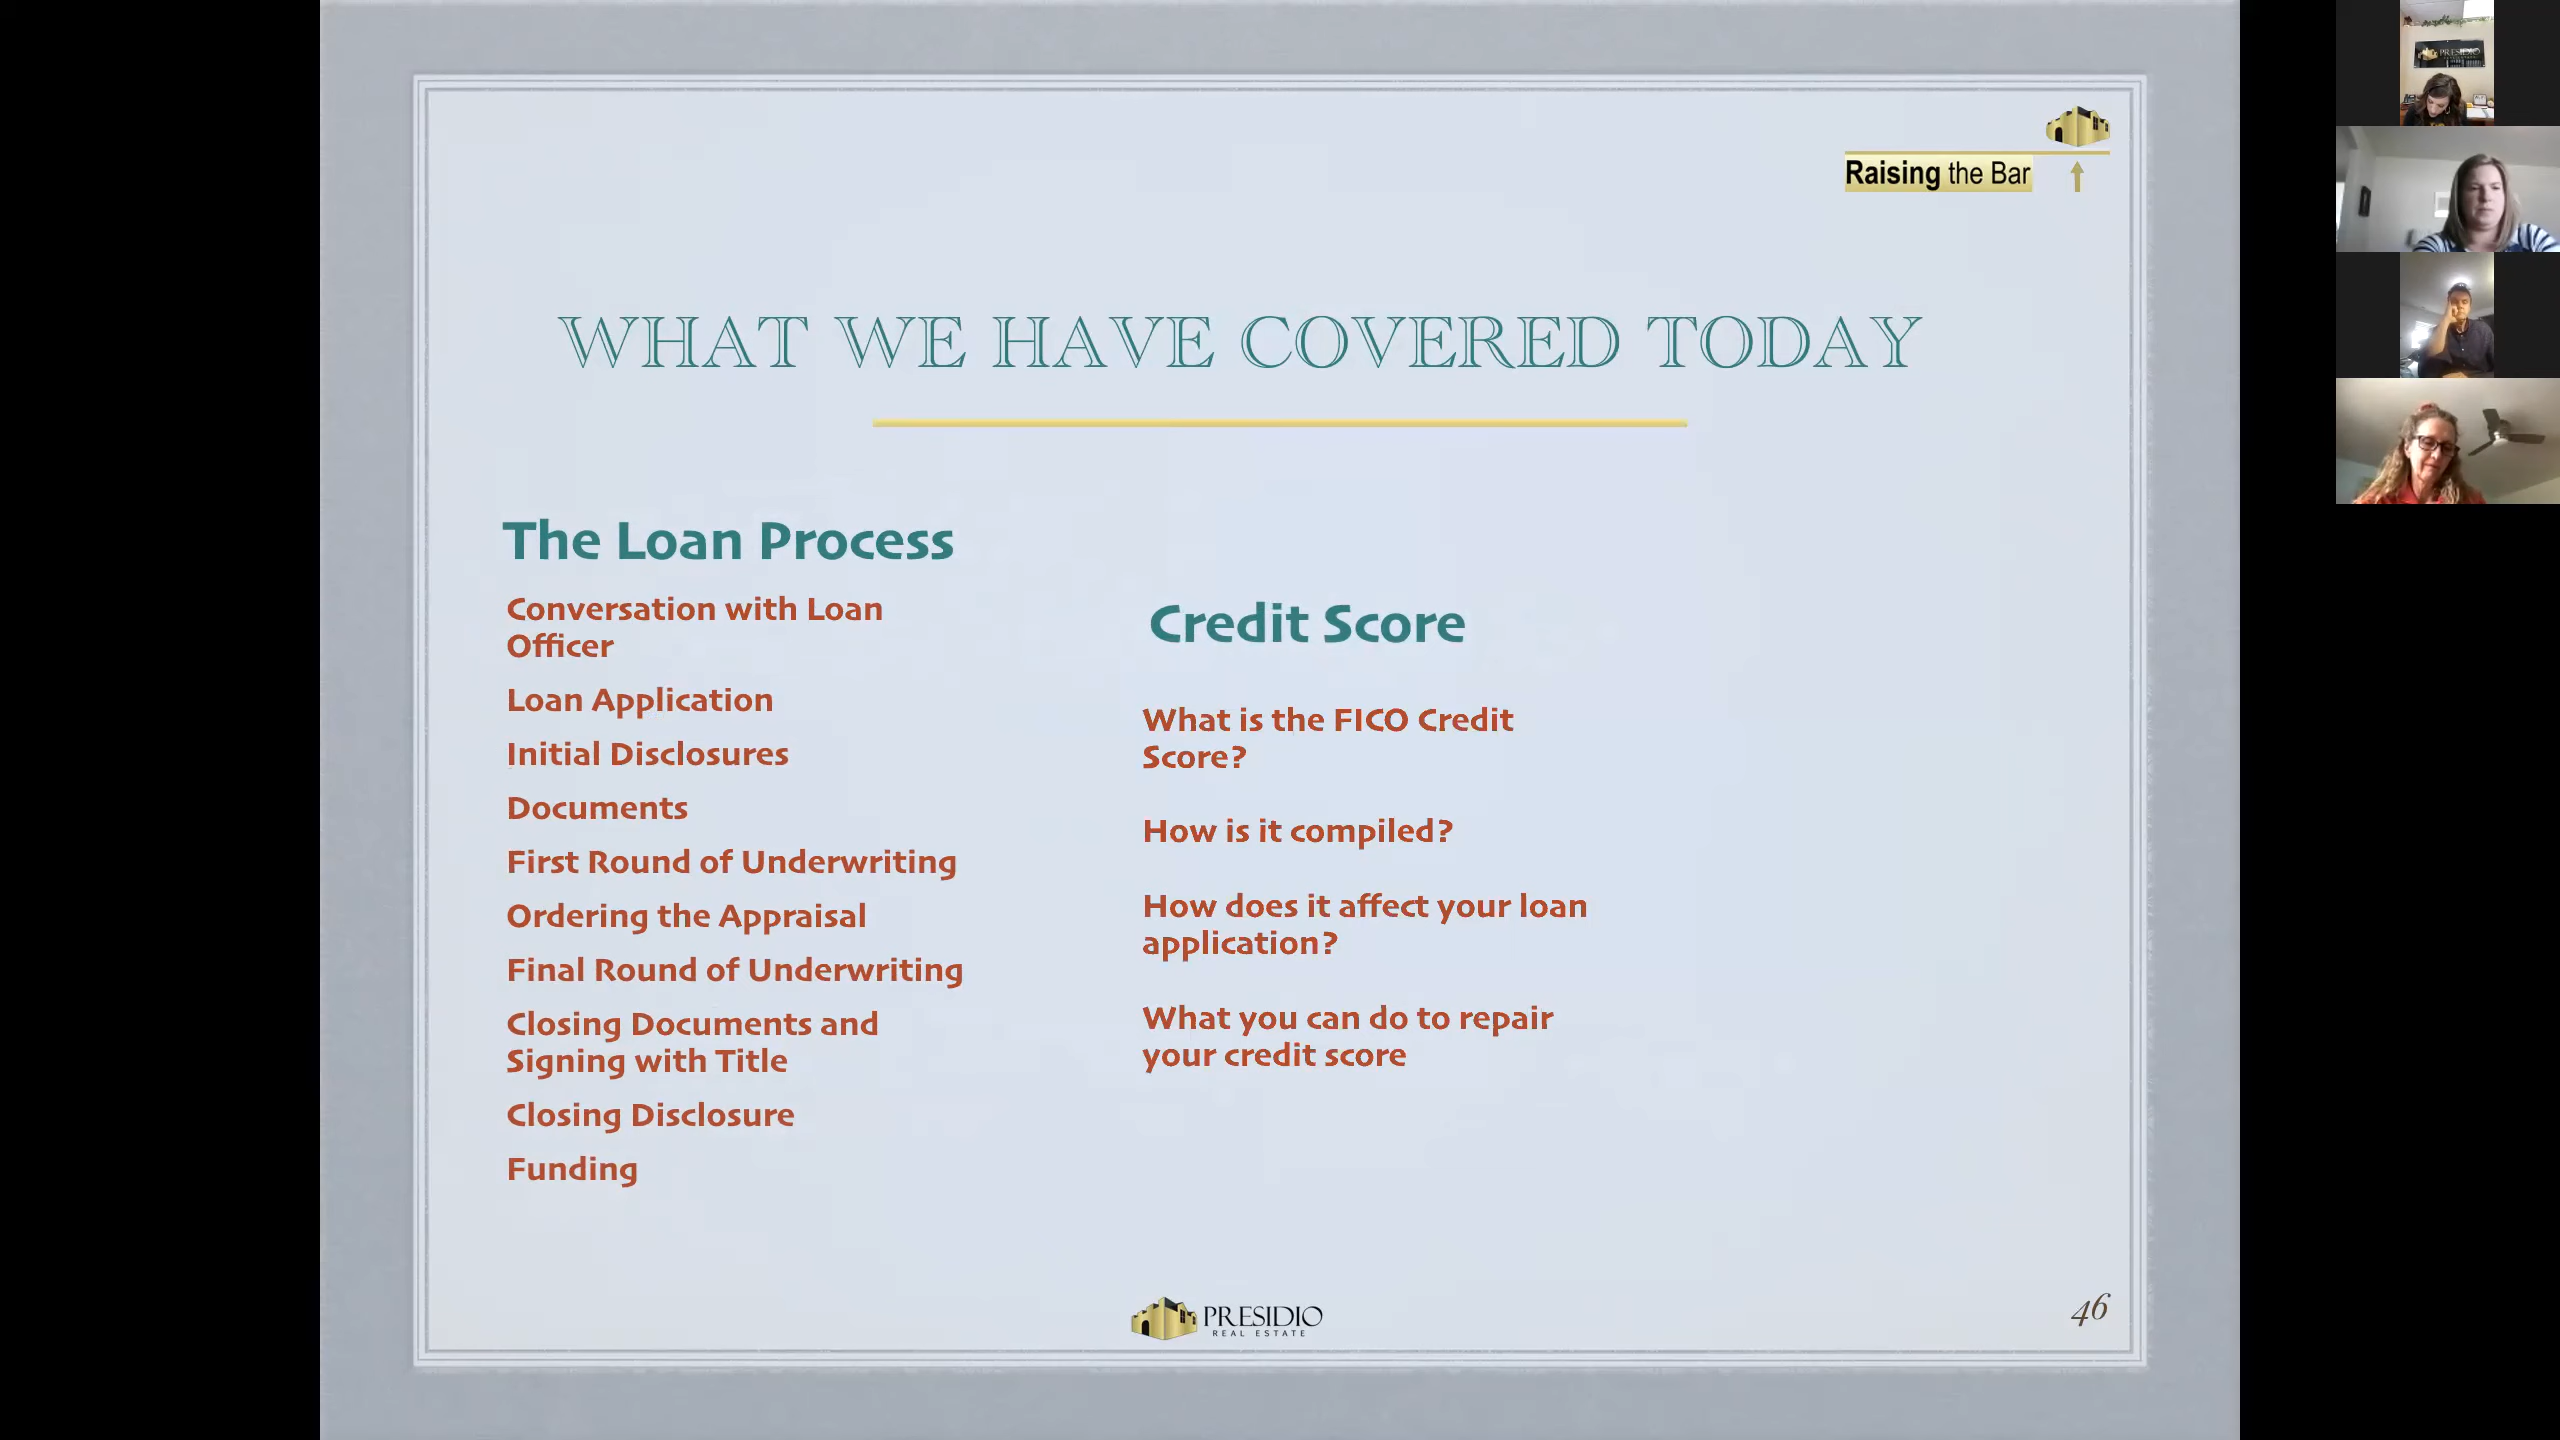 Raising the Bar
WHAT WE HAVE COVERED TODAY
The Loan Process
Conversation with Loan
Officer
Loan Application
Initial Disclosures
Documents
First Round of Underwriting
Ordering the Appraisal
Final Round of Underwriting
Closing Documents and
Signing with Title
Closing Disclosure
Funding
Credit Score
What is the FICO Credit
Score?
How is it compiled?
How does it affect your loan
application?
What you can do to repair
your credit score
PRESIDIO
REAL ESTATE
46
PRESIDIO